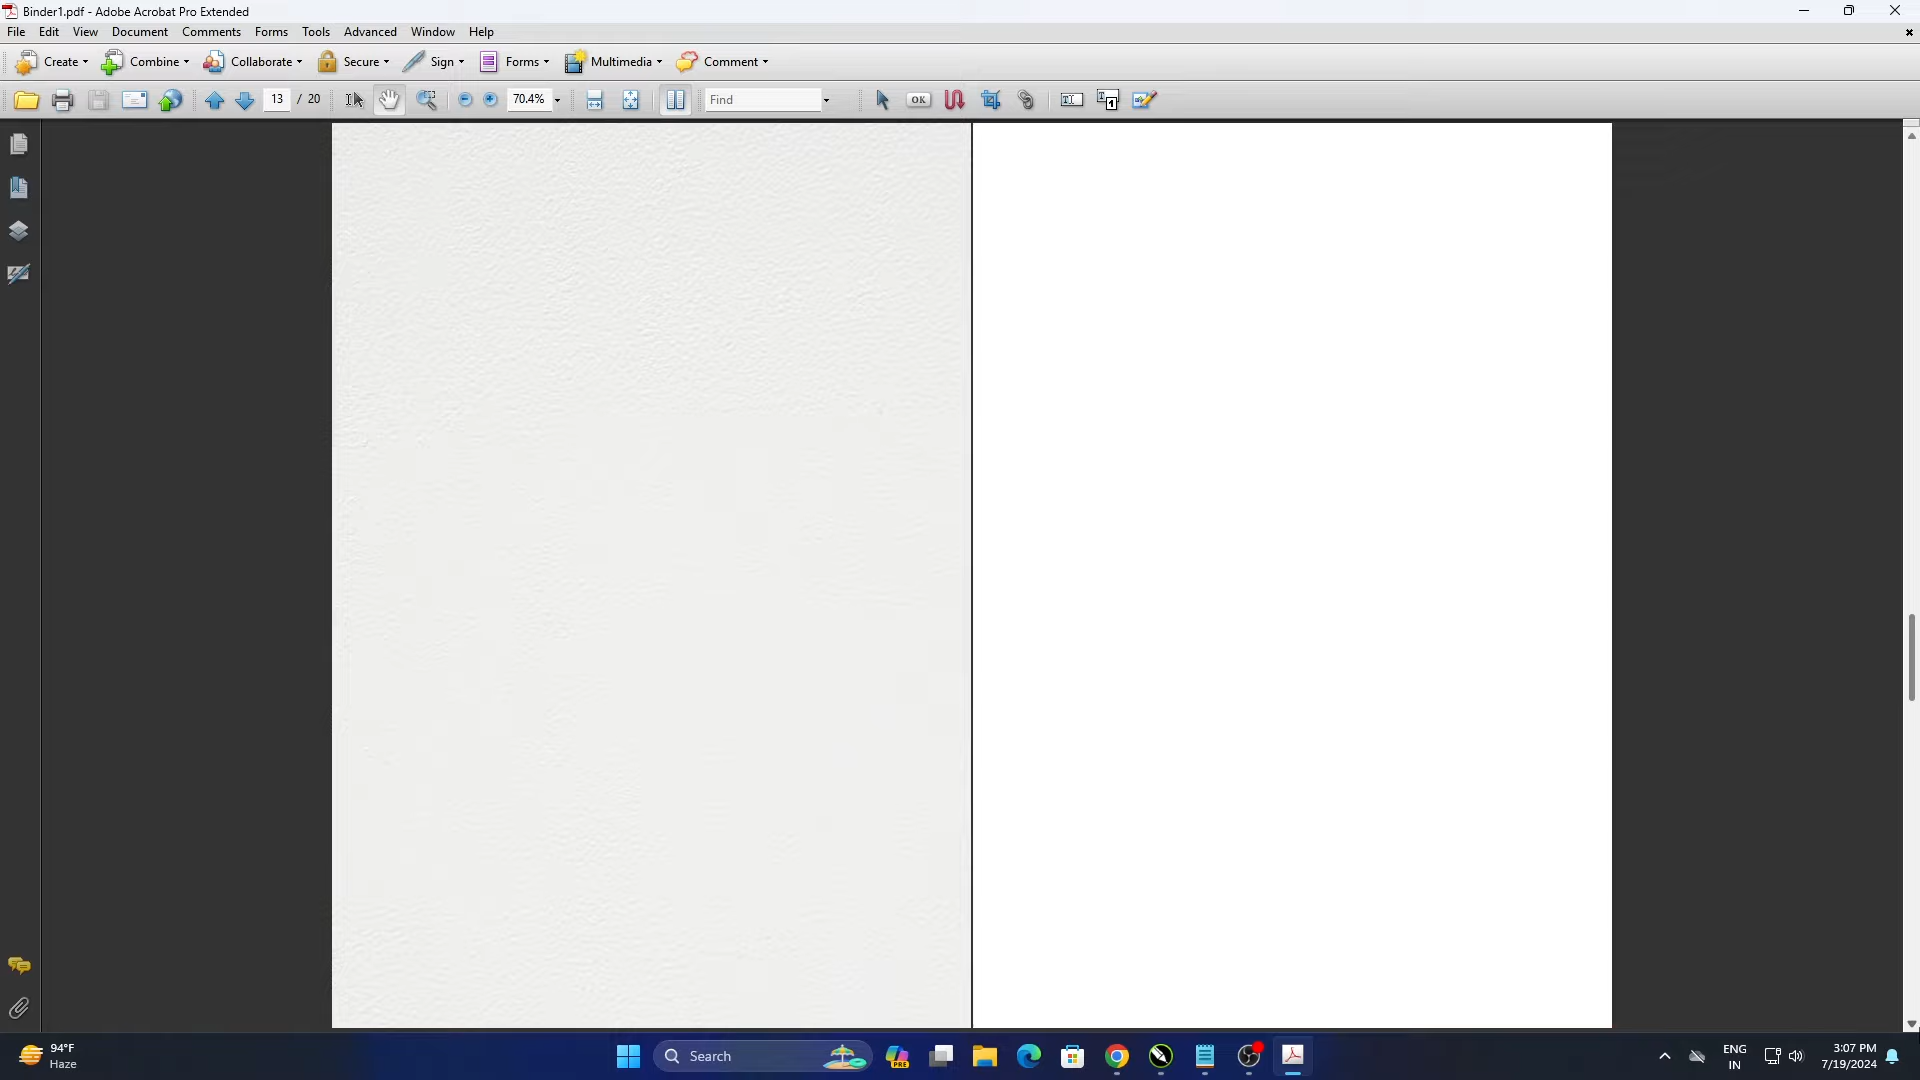 Binder1.pdf - Adobe Acrobat Pro Extended
File Edit View Document Comments Forms Tools Advanced Window Help
Create Combine Collaborate Secure Sign Forms Multimedia Comment
13 / 20 70.4% Find OK
94°F
Haze
Search
PRE
ENG
IN
3:07 PM
7/19/2024